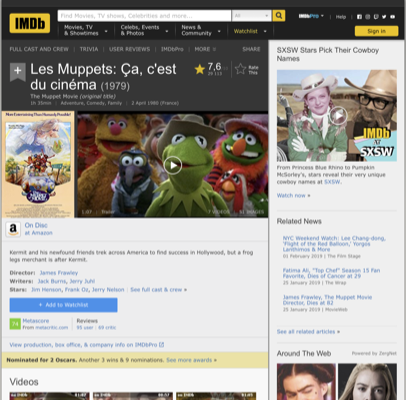 IMDb
Find Movies, TV shows, Celebrities and more...
All
IMDbPro
Help
Movies, TV
& Showtimes
Celebs, Events
& Photos
News &
Community
Watchlist
Sign in
FULL CAST AND CREW | TRIVIA | USER REVIEWS | IMDbPro | MORE
SHARE
Les Muppets: Ça, c'est
du cinéma (1979)
The Muppet Movie (original title)
1h 35min | Adventure, Comedy, Family | 2 April 1980 (France)
7,6
Rate
This
1:07
7 VIDEOS
91 IMAGES
On Disc
at Amazon
Kermit and his newfound friends trek across America to find success in Hollywood, but a frog
legs merchant is after Kermit.
Director: James Frawley
Writers: Jack Burns, Jerry Juhl
Stars: Jim Henson, Frank Oz, Jerry Nelson | See full cast & crew »
+ Add to Watchlist
Metascore
From metacritic.com
Reviews
95 user | 64 critic
View production, box office, & company info on IMDbPro
Nominated for 2 Oscars. Another 3 wins & 9 nominations. See more awards »
Videos
SXSW Stars Pick Their Cowboy
Names
IMDb
AT
SXSW
From Princess Blue Rhino to Pumpkin
McSorley's, stars reveal their very unique
cowboy names at SXSW.
Watch now »
Related News
NYC Weekend Watch: Lee Chang-dong,
'Flight of the Red Balloon', Yorgos
Lanthimos & More
01 February 2019 | The Film Stage
Fatima Ali, "Top Chef" Season 15 Fan
Favorite, Dies of Cancer at 29
25 January 2019 | The Wrap
James Frawley, The Muppet Movie
Director, Dies at 82
25 January 2019 | MovieWeb
See all related articles »
Around The Web
Powered by ZergNet